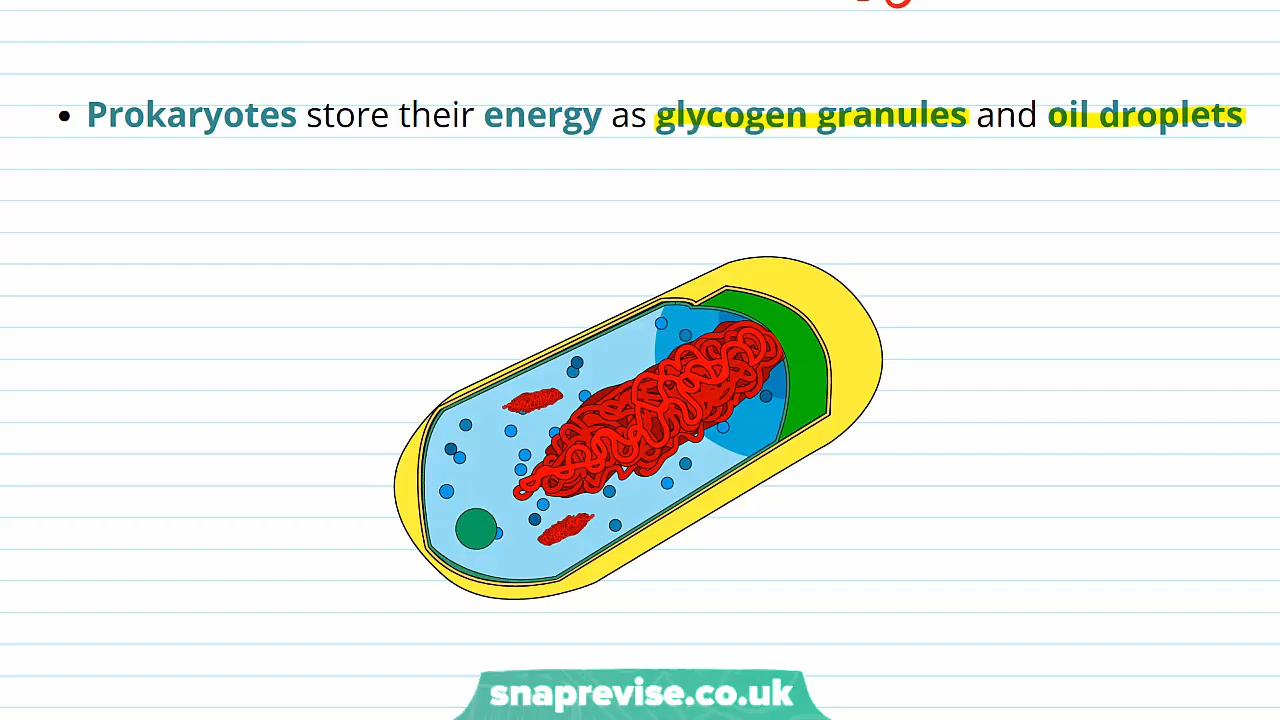 • Prokaryotes store their energy as glycogen granules and oil droplets
snaprevise.co.uk